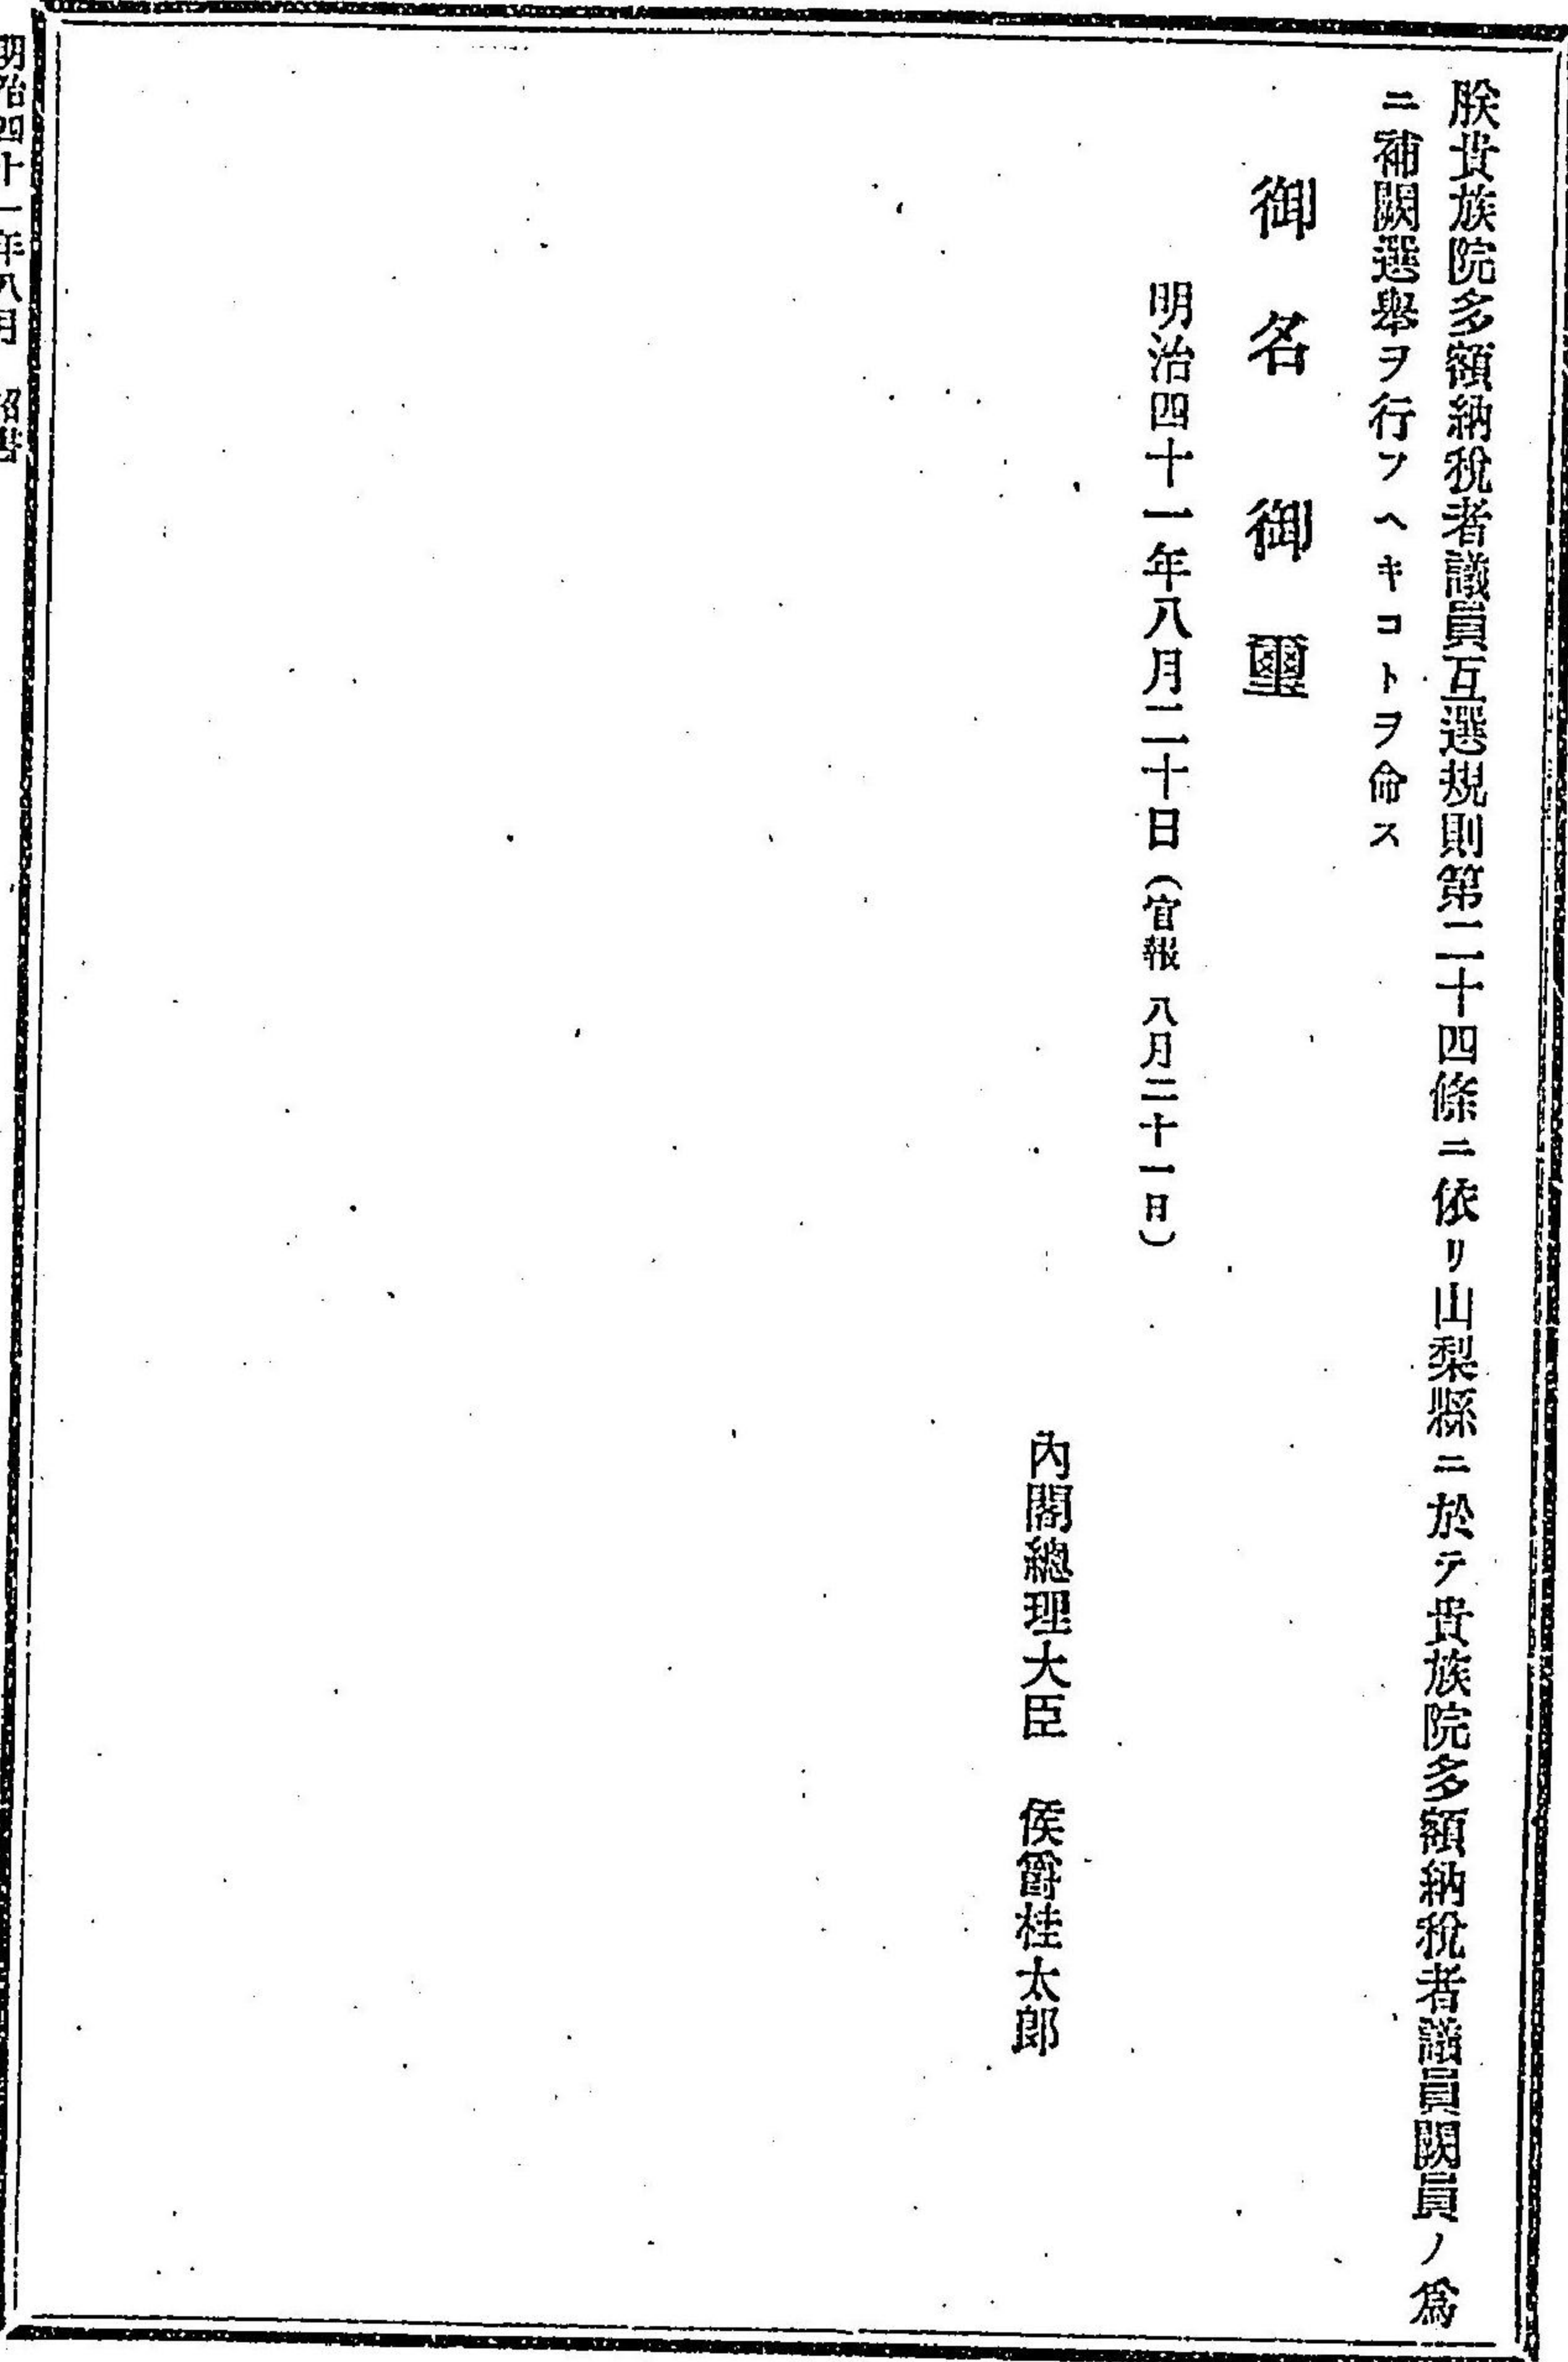 朕貴族院多額納稅者議員互選規則第二十四條ニ依リ山梨縣ニ於テ貴族院多額納稅者議員闕員ノ爲
ニ補闕選擧ヲ行フヘキコトヲ命ス
御名御璽
明治四十一年八月二十日（官報 八月二十一日）
內閣總理大臣 侯爵桂太郎
明治四十一年八月 詔書